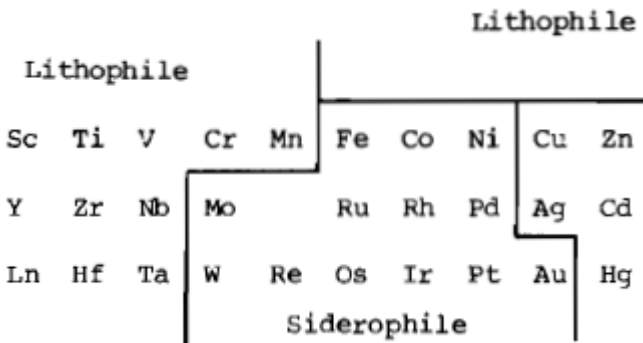 Lithophile
Lithophile
Sc Ti V Cr Mn Fe Co Ni Cu Zn
Y Zr Nb Mo Ru Rh Pd Ag Cd
Ln Hf Ta W Re Os Ir Pt Au Hg
Siderophile